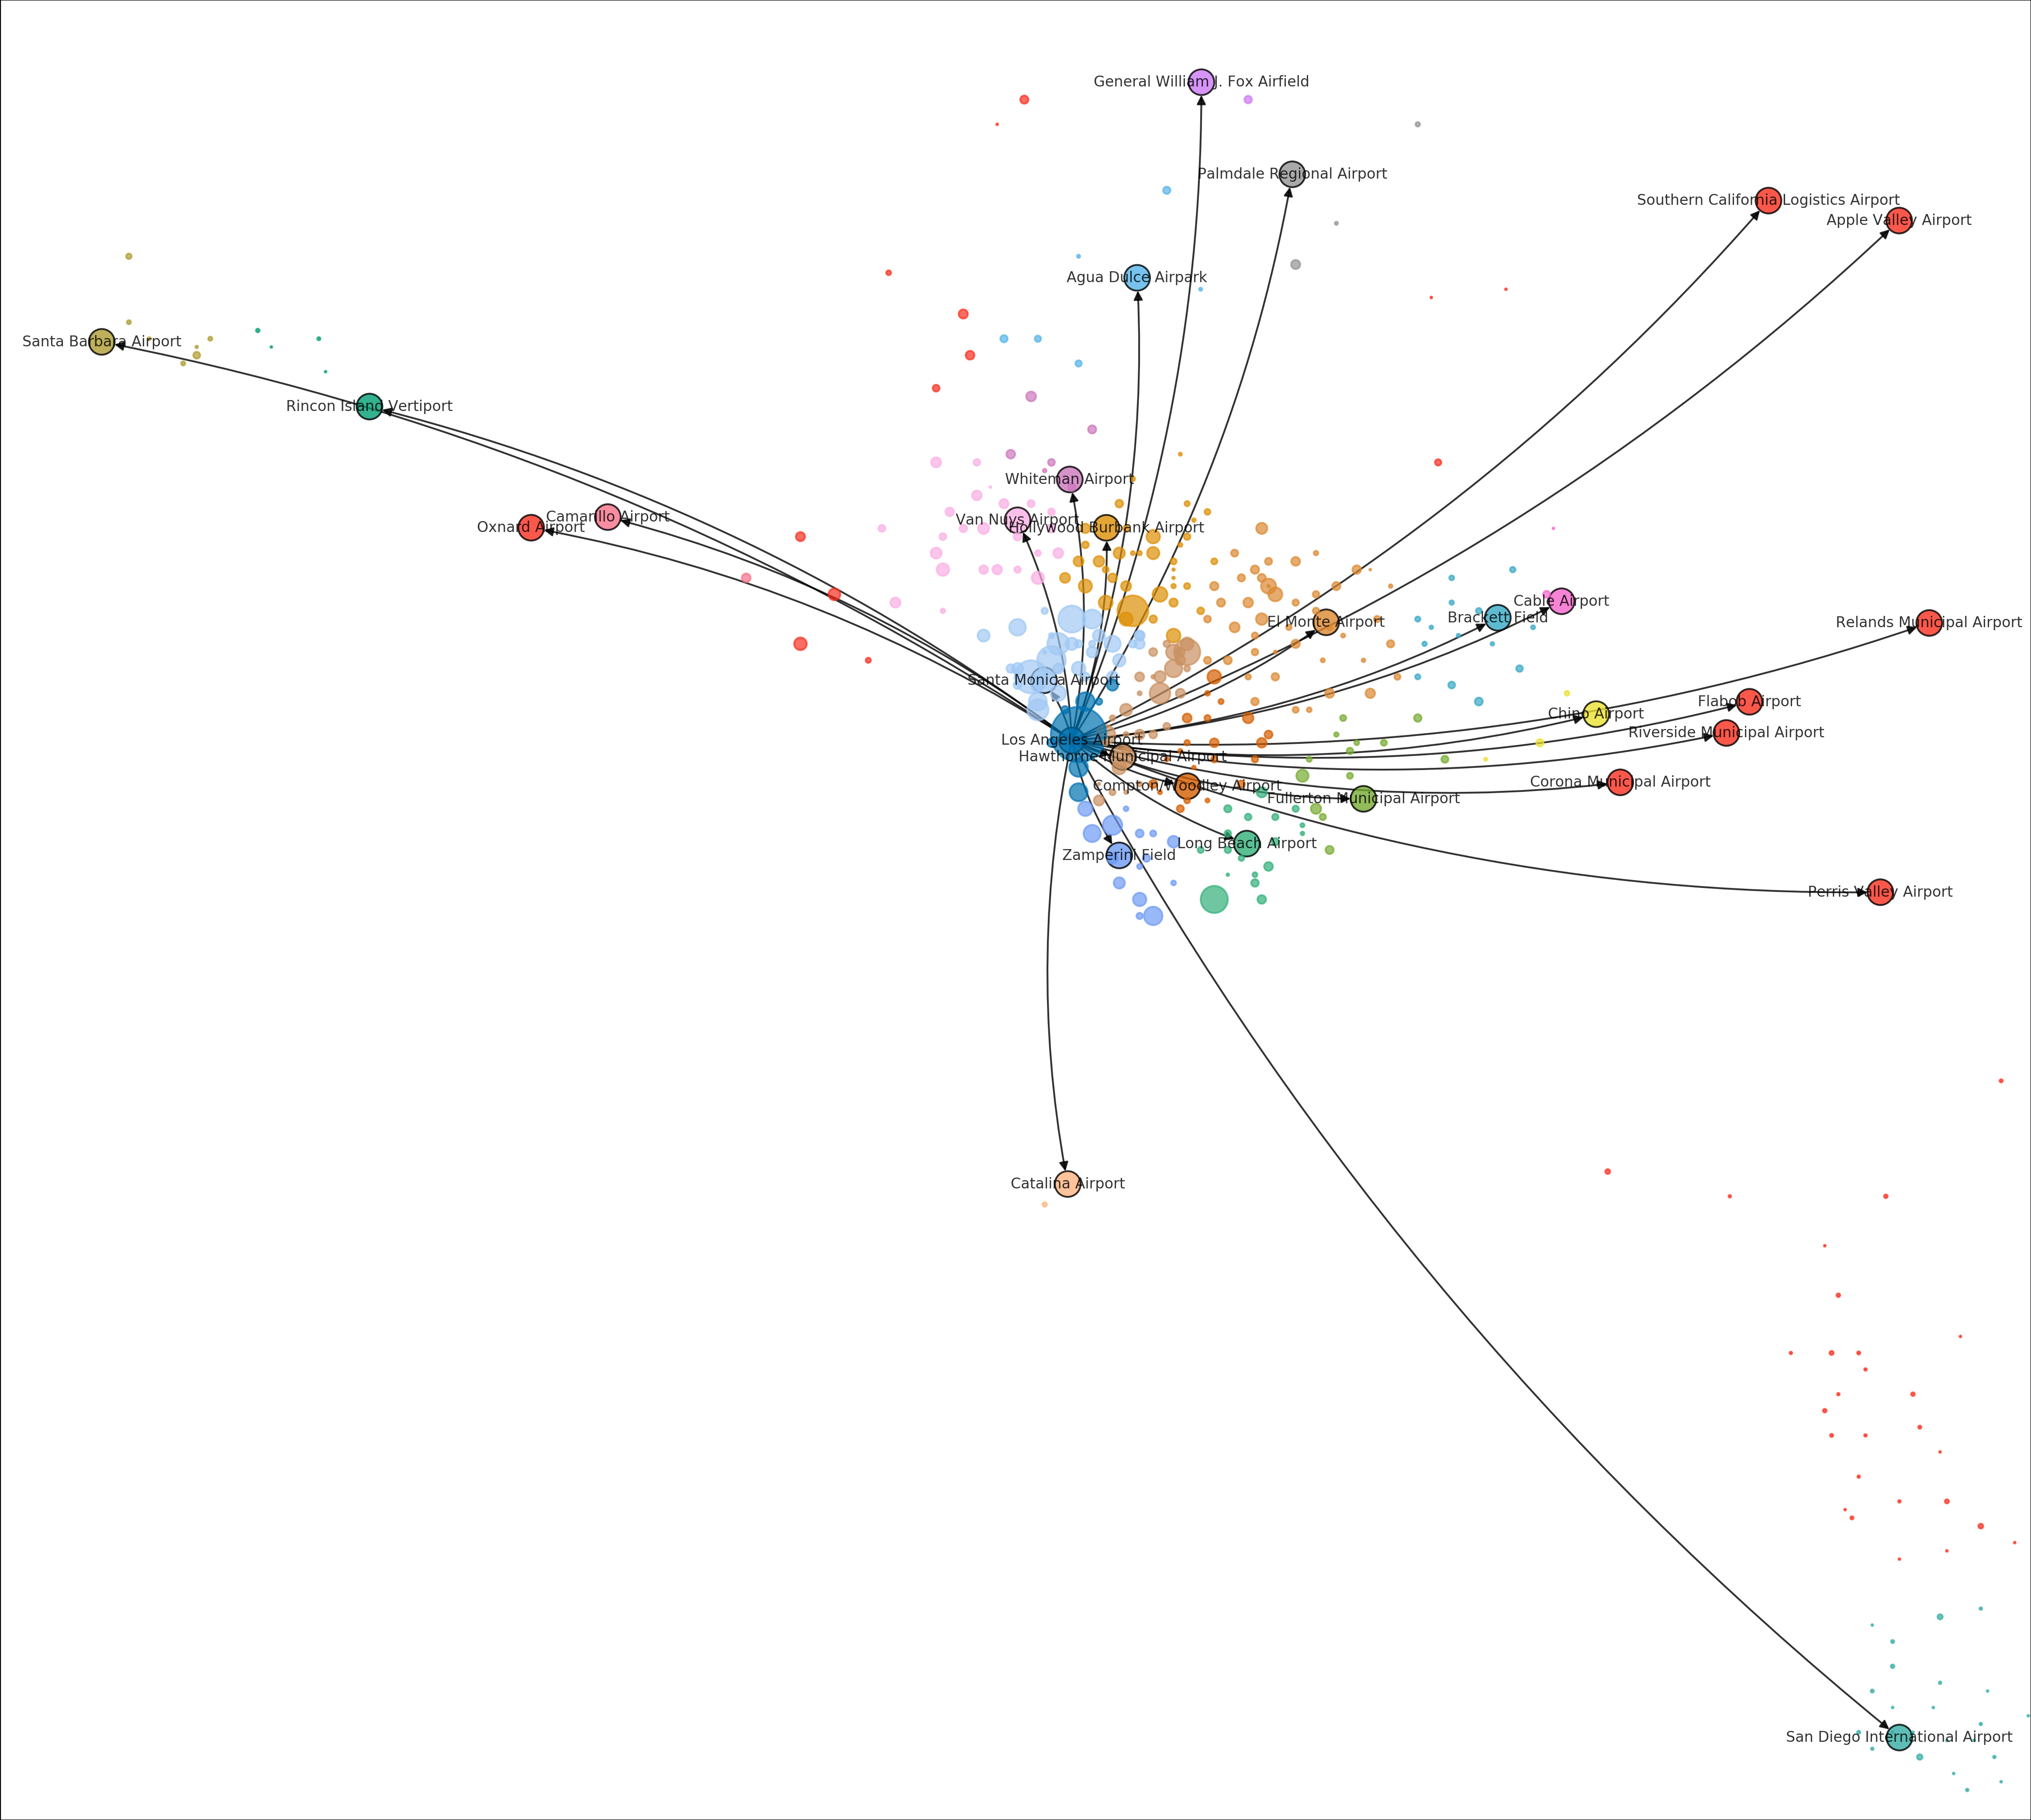 General William J. Fox Airfield
Palmdale Regional Airport
Southern California Logistics Airport
Apple Valley Airport
Agua Dulce Airpark
Santa Barbara Airport
Rincon Island Vertiport
Whiteman Airport
Camarillo Airport
Van Nuys Airport
Oxnard Airport
Hollywood Burbank Airport
Cable Airport
Brackett Field
El Monte Airport
Relands Municipal Airport
Santa Monica Airport
Flabob Airport
Chino Airport
Riverside Municipal Airport
Los Angeles Airport
Hawthorne Municipal Airport
Corona Municipal Airport
Compton/Woodley Airport
Fullerton Municipal Airport
Long Beach Airport
Zamperini Field
Perris Valley Airport
Catalina Airport
San Diego International Airport